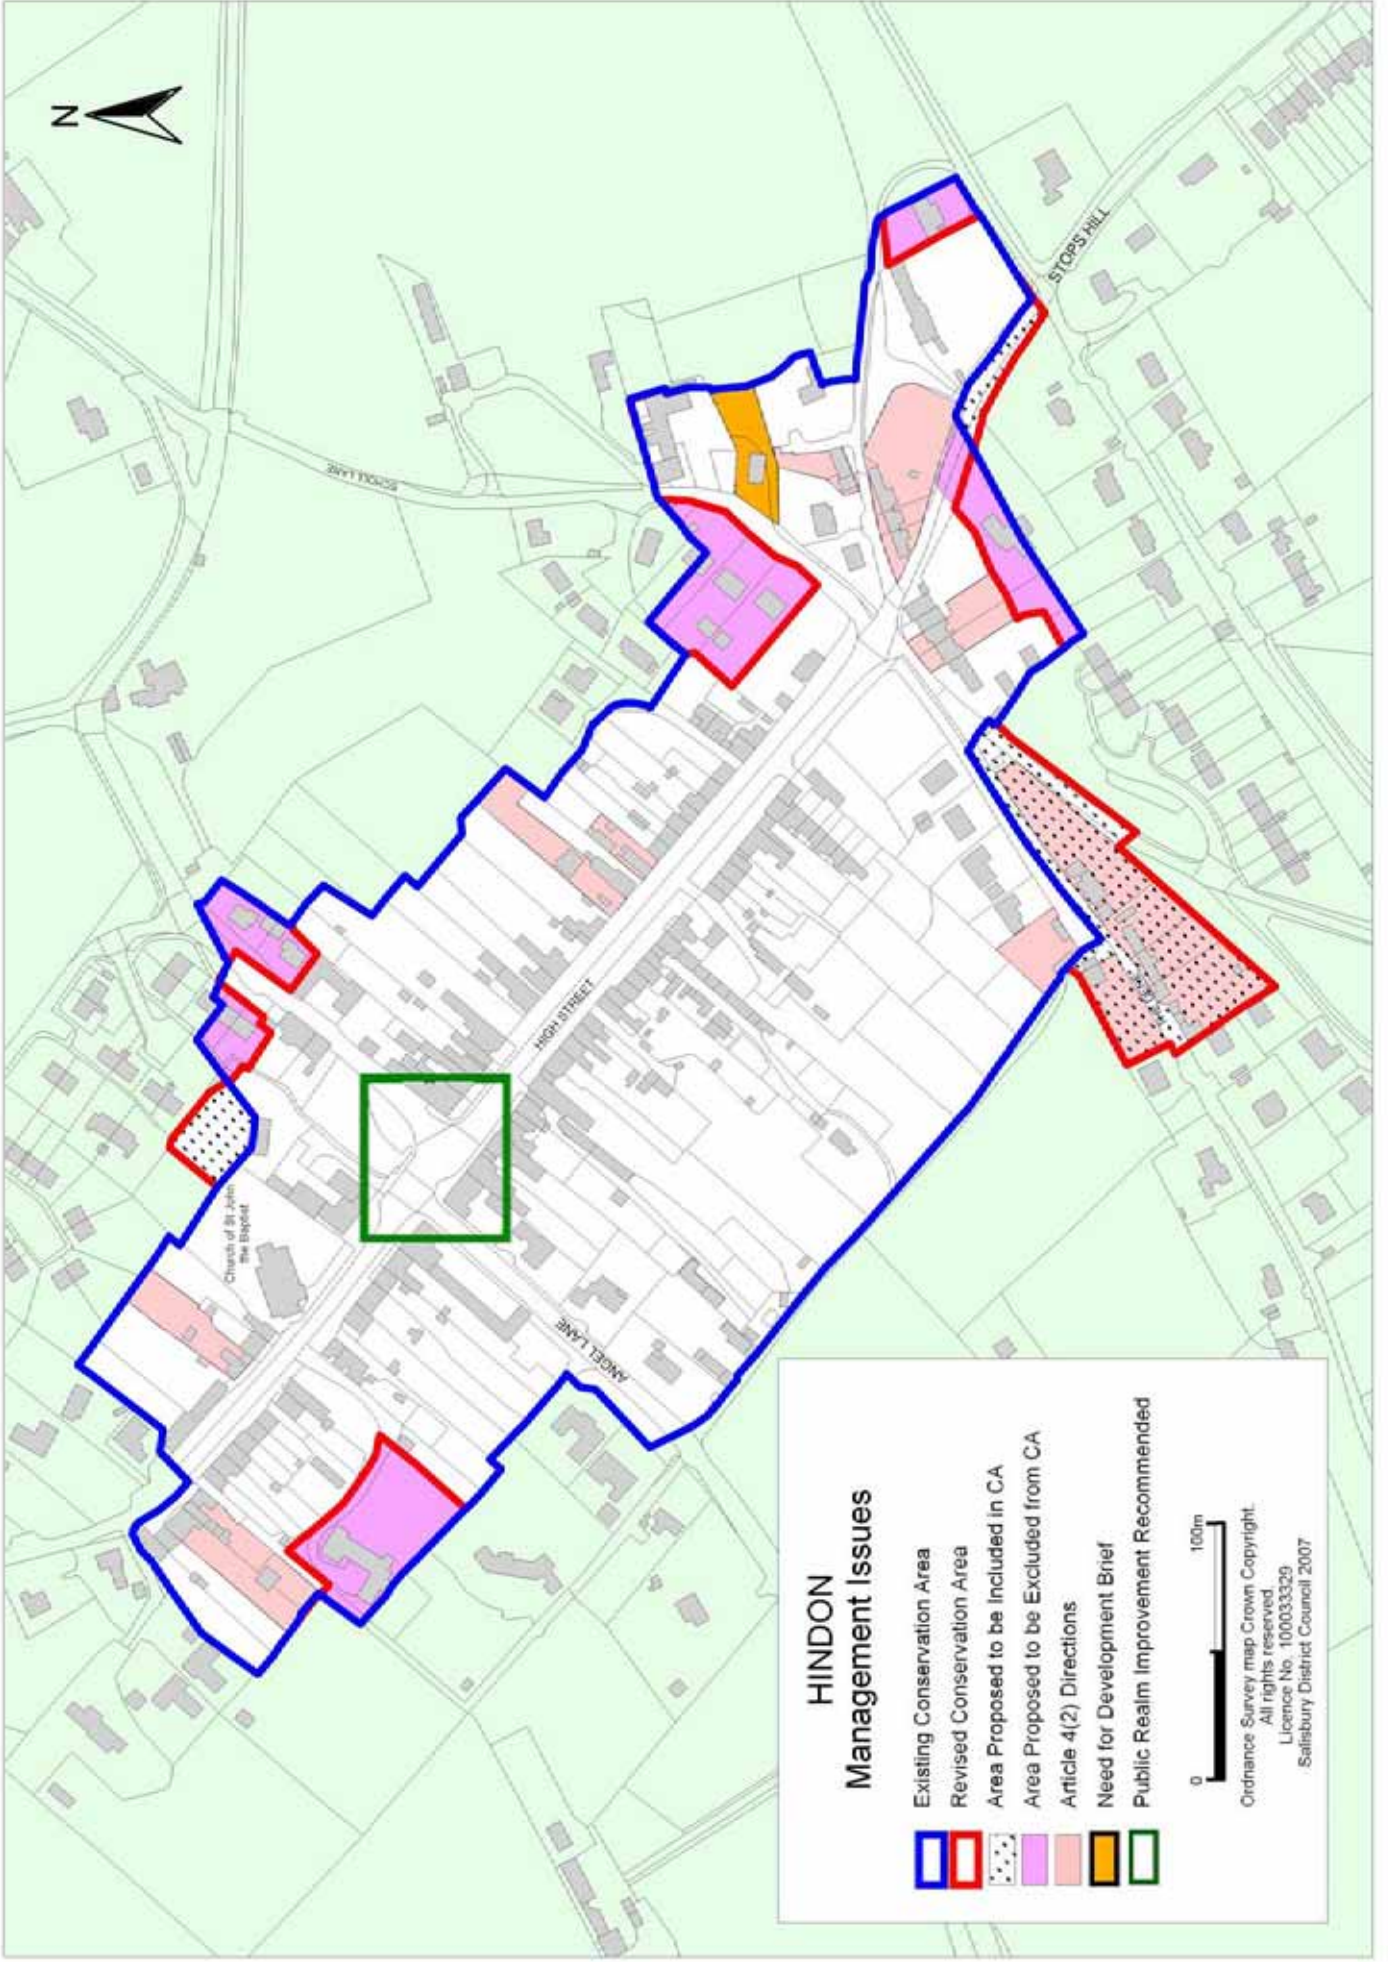 N
SCHOOL LANE
STOPS HILL
HIGH STREET
Church of St John
the Baptist
ANGEL LANE
HINDON
Management Issues
Existing Conservation Area
Revised Conservation Area
Area Proposed to be Included in CA
Area Proposed to be Excluded from CA
Article 4(2) Directions
Need for Development Brief
Public Realm Improvement Recommended
0 100m
Ordnance Survey map Crown Copyright.
All rights reserved.
Licence No. 100033329
Salisbury District Council 2007